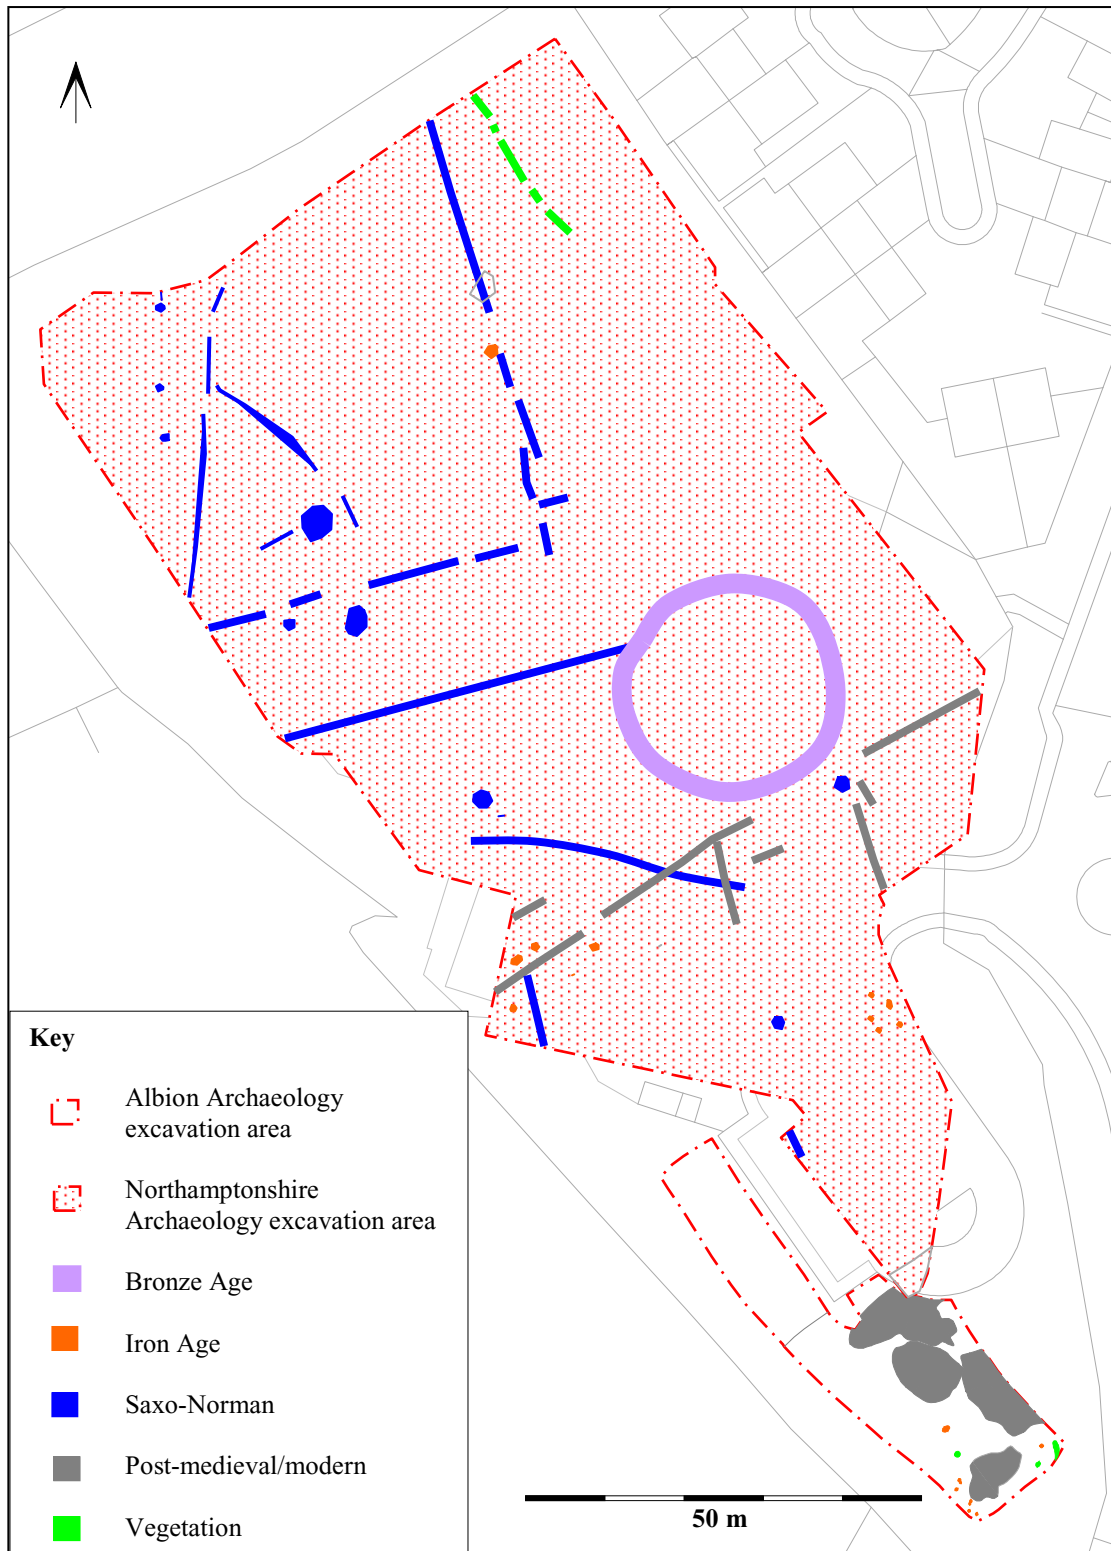 Key
Albion Archaeology
excavation area
Northamptonshire
Archaeology excavation area
Bronze Age
Iron Age
Saxo-Norman
Post-medieval/modern
Vegetation
50 m